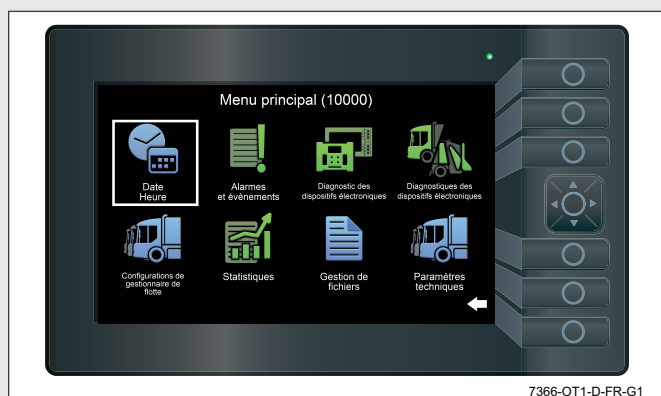 Menu principal (10000)
Date
Heure
Alarmes
et évènements
Diagnostic des
dispositifs électroniques
Diagnostiques des
dispositifs électroniques
Configurations de
gestionnaire de
flotte
Statistiques
Gestion de
fichiers
Paramètres
techniques
7366-OT1-D-FR-G1